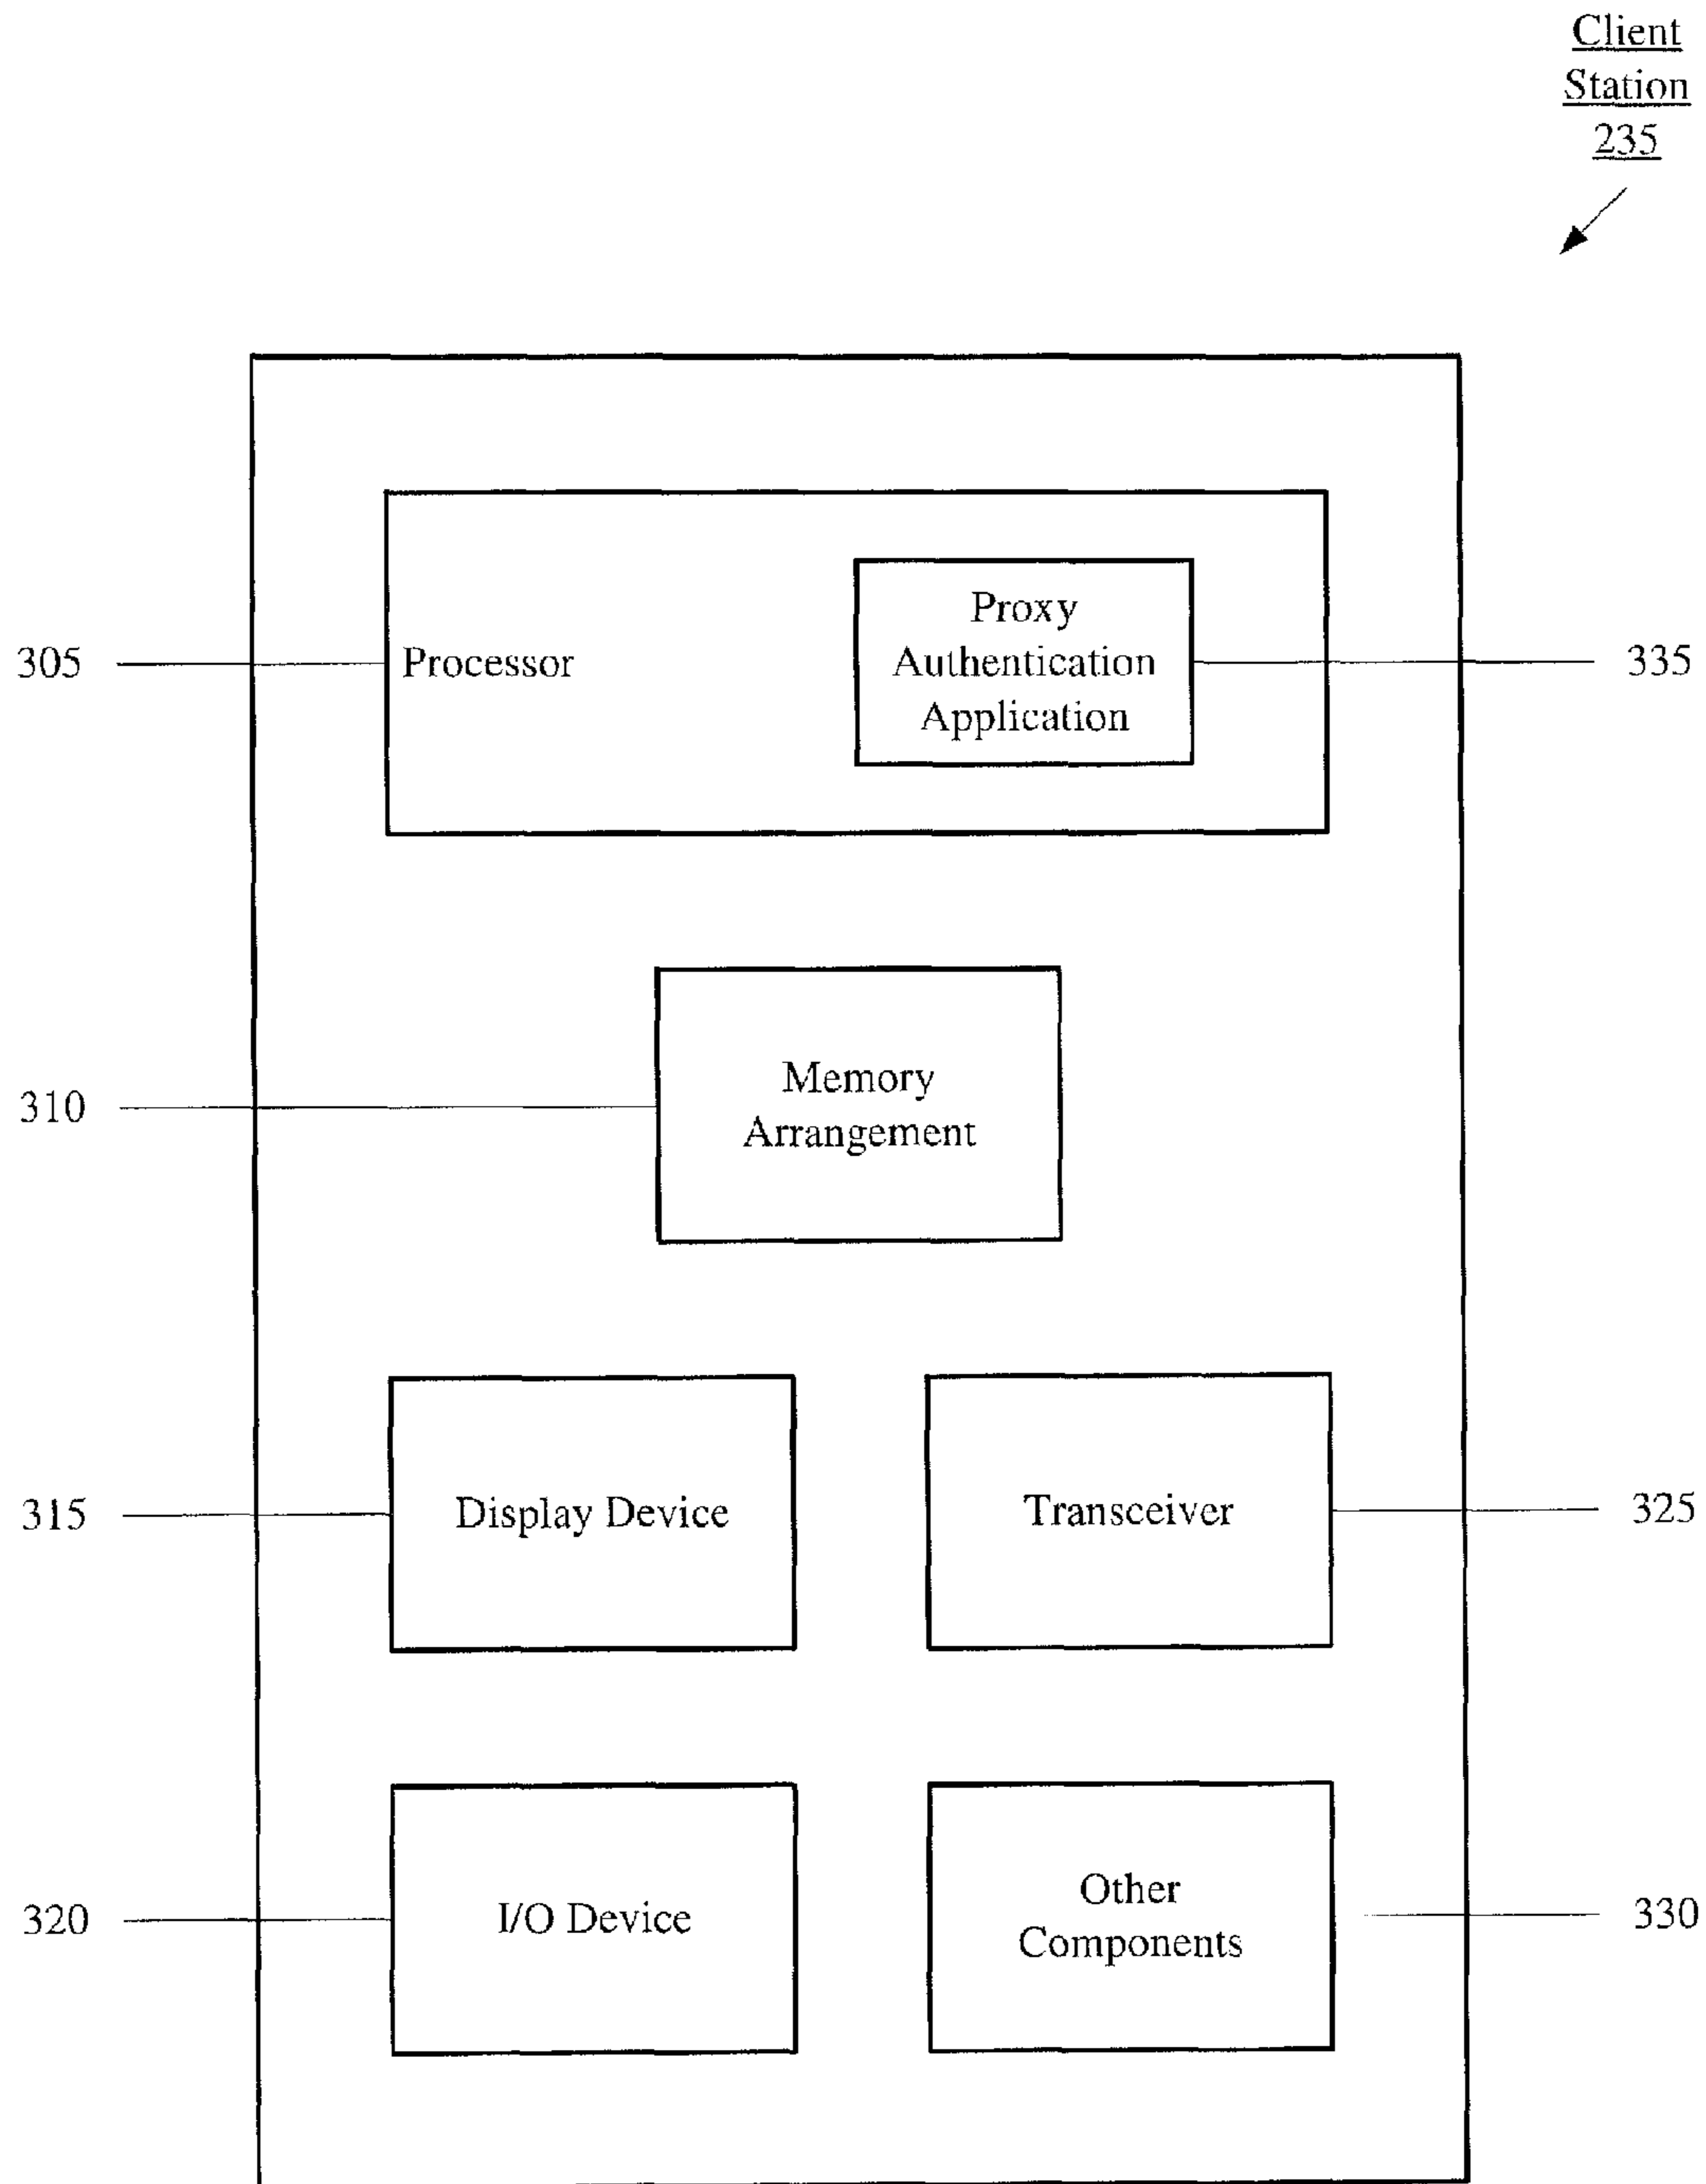 Client
Station
235
305
Processor
Proxy
Authentication
Application
335
310
Memory
Arrangement
315
Display Device
Transceiver
325
320
I/O Device
Other
Components
330